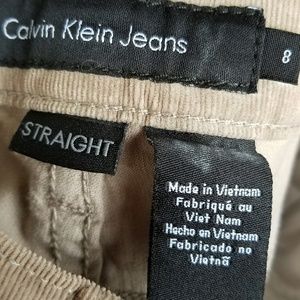 Calvin Klein Jeans
8
STRAIGHT
Made in Vietnam
Fabriqué au
Viet Nam
Hecho en Vietnam
Fabricado no
Vietnã